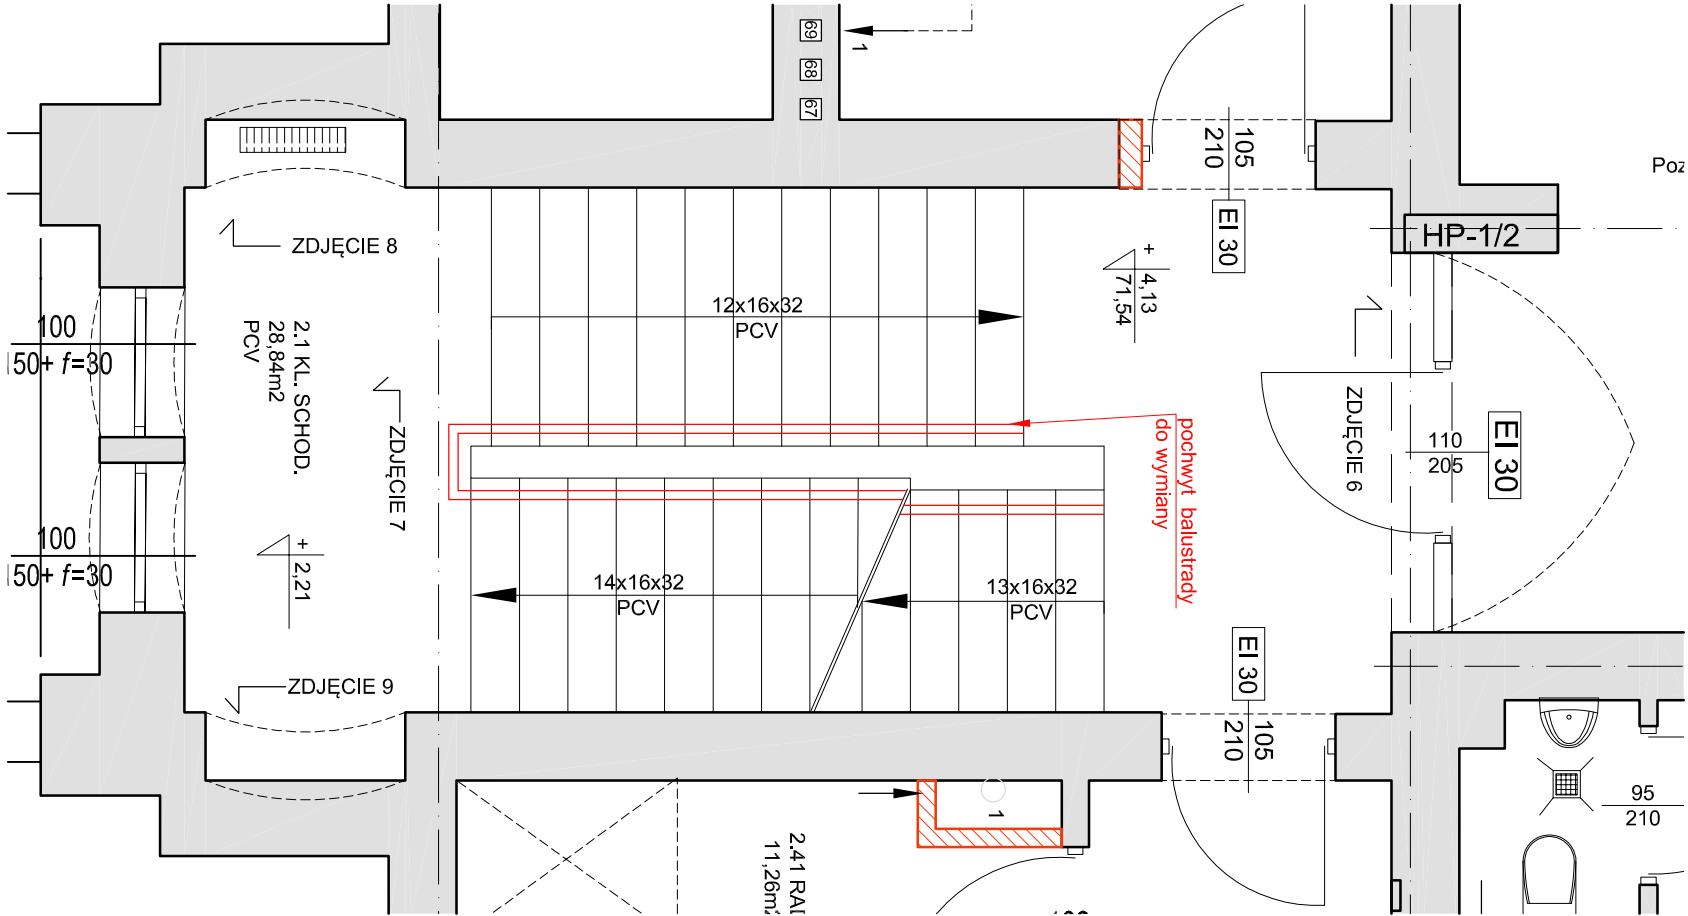 69
68
67
1
105
210
EI 30
Poz
HP-1/2
ZDJĘCIE 8
+
4,13
71,54
12x16x32
PCV
100
50+ f=30
2.1 KL. SCHOD.
28,84m2
PCV
ZDJĘCIE 7
ZDJĘCIE 6
pochwyt balustrady
do wymiany
110
205
EI 30
100
50+ f=30
+
2,21
14x16x32
PCV
13x16x32
PCV
EI 30
105
210
ZDJĘCIE 9
1
95
210
2.41 RAD
11,26m2